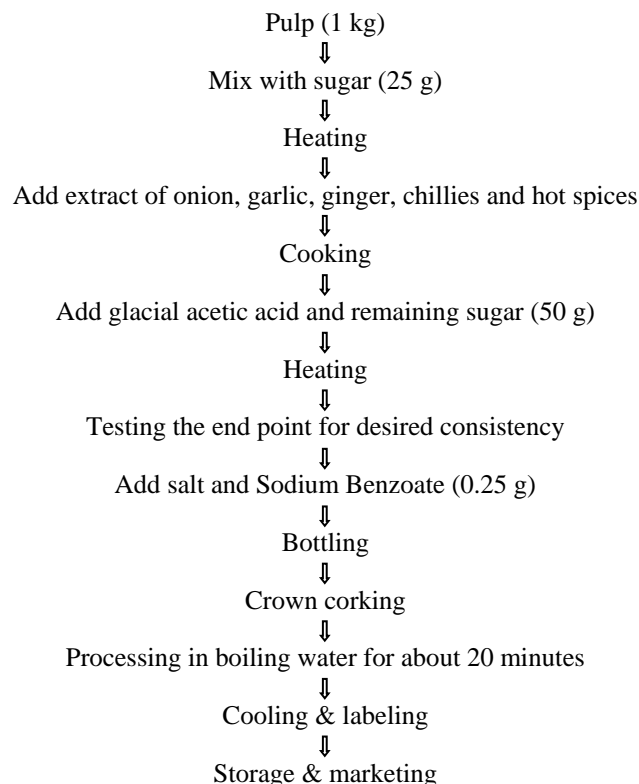 Pulp (1 kg)
⇩
Mix with sugar (25 g)
⇩
Heating
⇩
Add extract of onion, garlic, ginger, chillies and hot spices
⇩
Cooking
⇩
Add glacial acetic acid and remaining sugar (50 g)
⇩
Heating
⇩
Testing the end point for desired consistency
⇩
Add salt and Sodium Benzoate (0.25 g)
⇩
Bottling
⇩
Crown corking
⇩
Processing in boiling water for about 20 minutes
⇩
Cooling & labeling
⇩
Storage & marketing